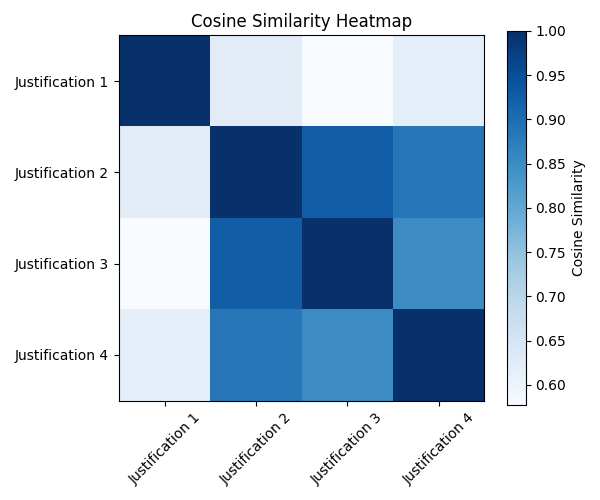 Cosine Similarity Heatmap
Justification 1
Justification 2
Justification 3
Justification 4
Justification 1
Justification 2
Justification 3
Justification 4
1.00
0.95
0.90
0.85
0.80
0.75
0.70
0.65
0.60
Cosine Similarity